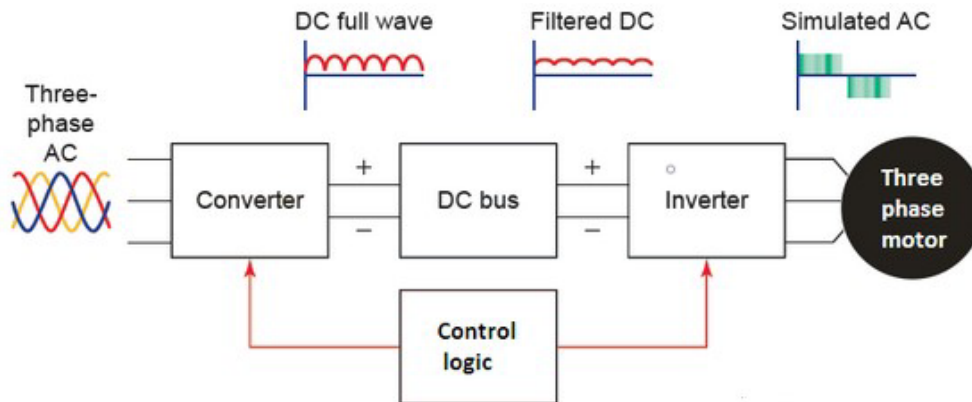 DC full wave
Filtered DC
Simulated AC
Three-
phase
AC
Converter
+
−
DC bus
+
−
Inverter
Three
phase
motor
Control
logic